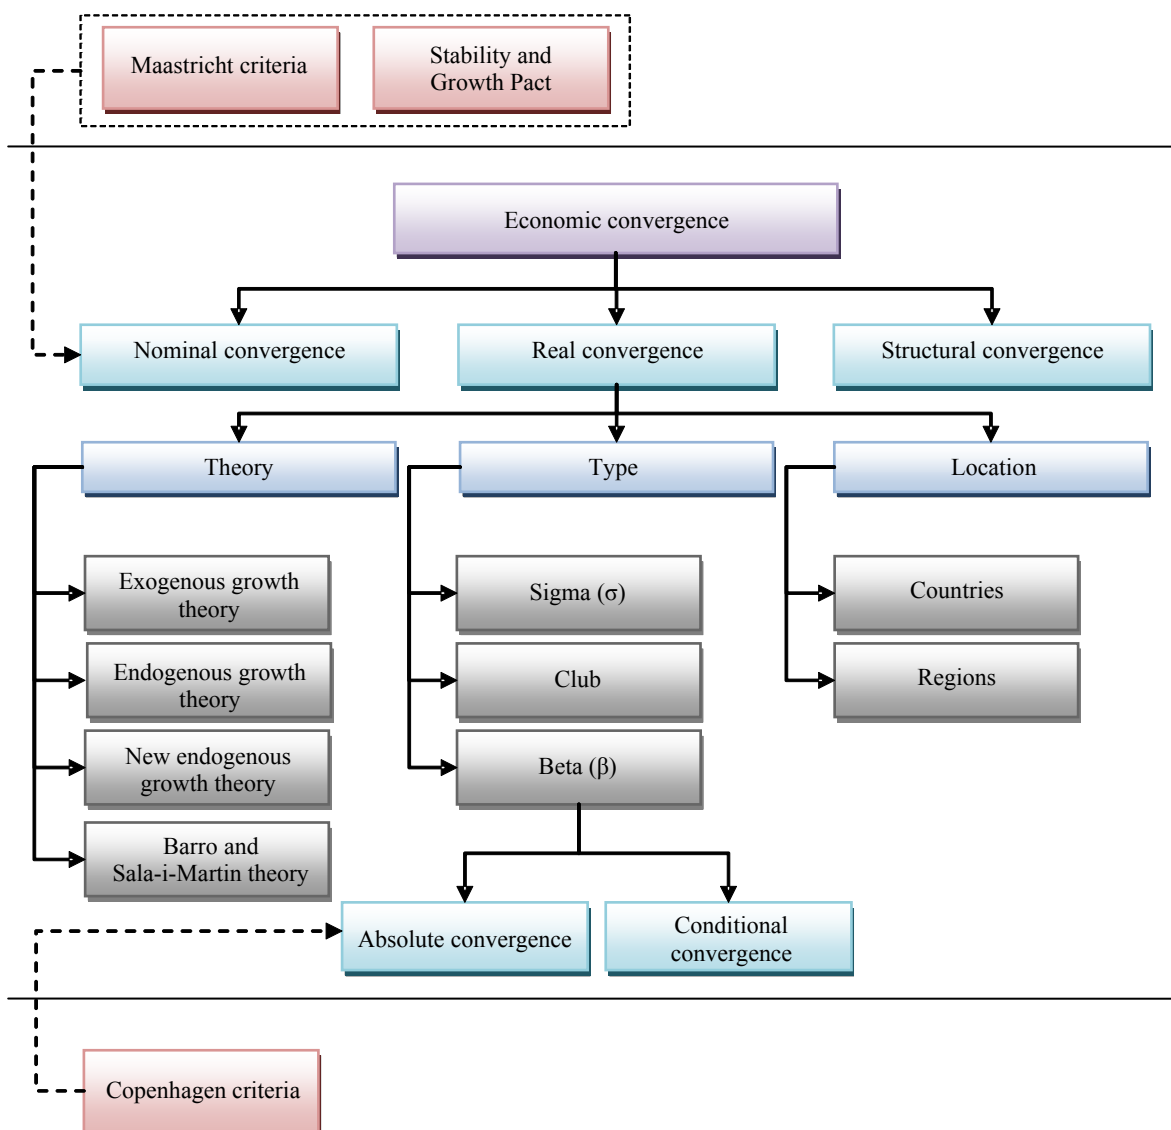 Maastricht criteria
Stability and
Growth Pact
Economic convergence
Nominal convergence
Real convergence
Structural convergence
Theory
Type
Location
Exogenous growth
theory
Endogenous growth
theory
New endogenous
growth theory
Barro and
Sala-i-Martin theory
Sigma (σ)
Club
Beta (β)
Countries
Regions
Absolute convergence
Conditional
convergence
Copenhagen criteria